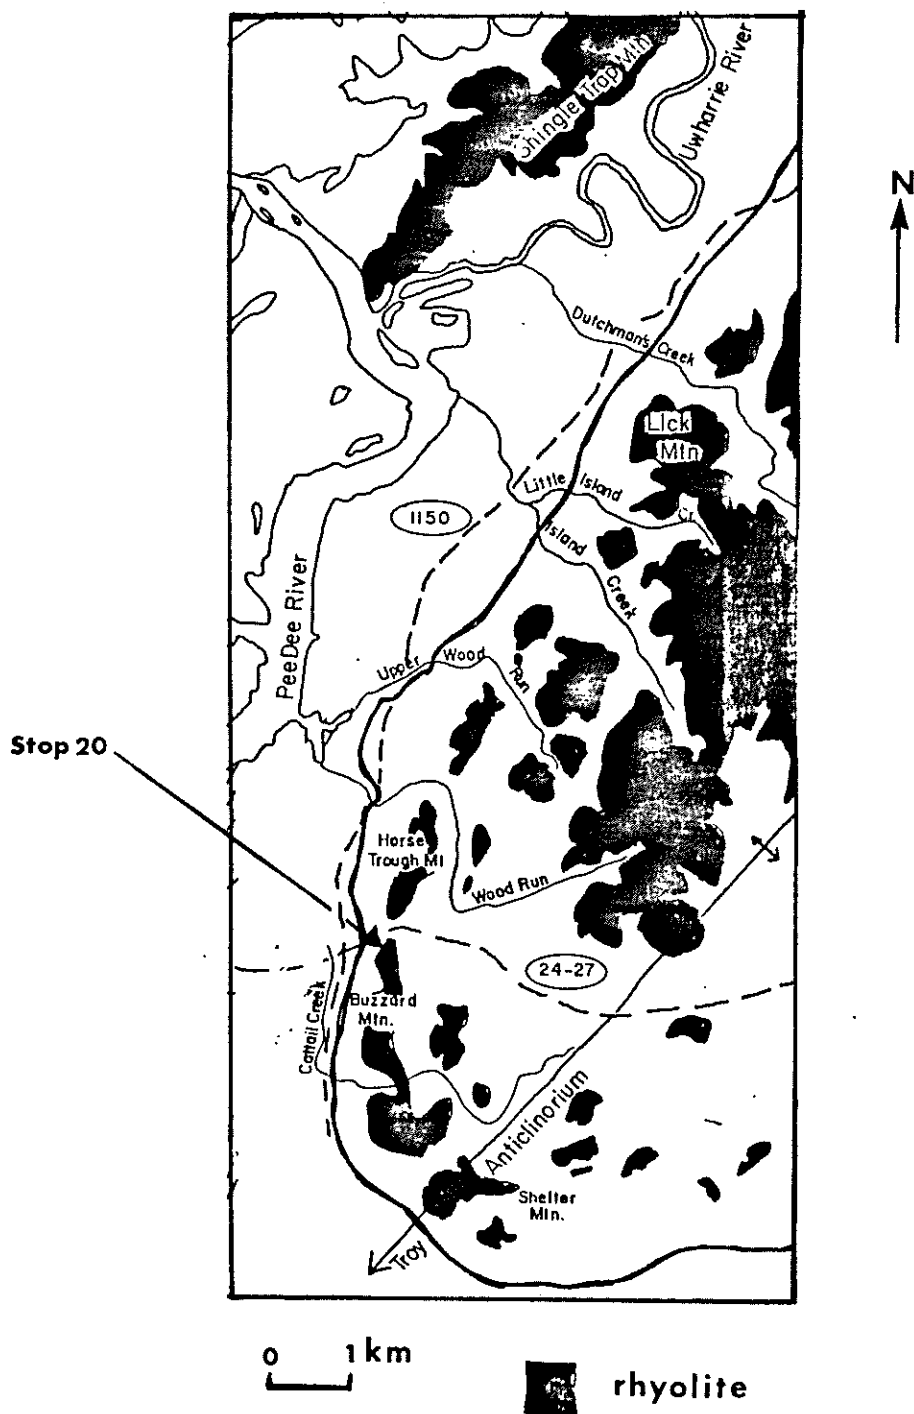 Shingle Trap Mtn
Uwharrie River
N
Dutchman's Creek
Lick
Mtn
Little Island
Cr.
1150
Island
Creek
PeeDee River
Upper Wood
Run
Stop 20
Horse
Trough Mt
Wood Run
24-27
Buzzard
Mtn.
Cattail Creek
Troy Anticlinorium
Shelter
Mtn.
0 1 km
rhyolite